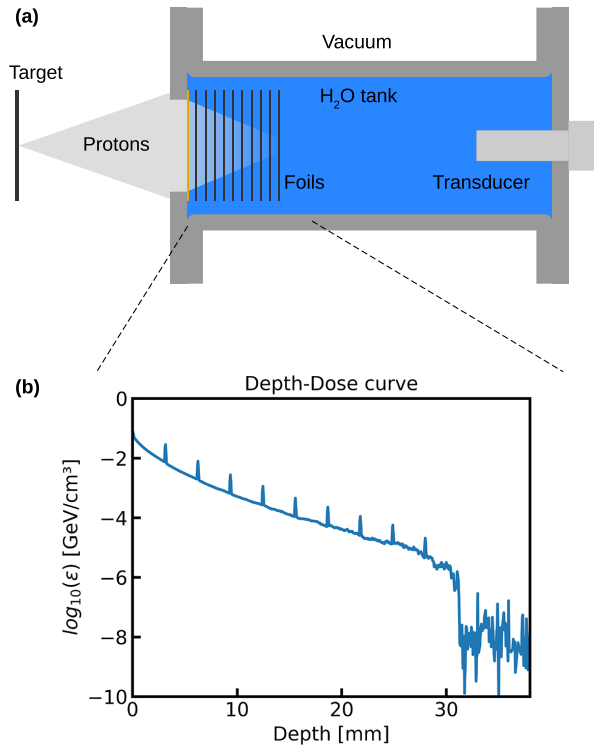 (a)
Vacuum
Target
H₂O tank
Protons
Foils
Transducer
(b)
Depth-Dose curve
0
−2
−4
−6
−8
−10
log₁₀(ε) [GeV/cm³]
0 10 20 30
Depth [mm]